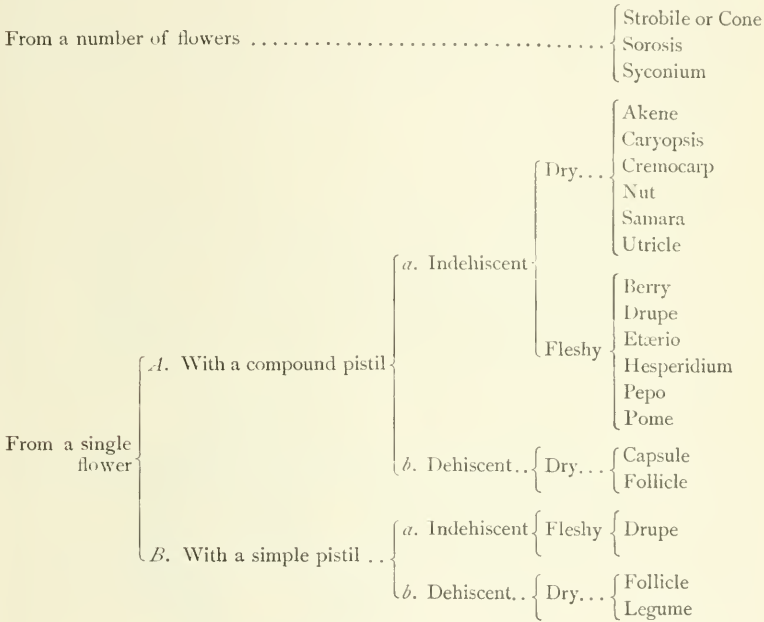 Strobile or Cone
From a number of flowers ................................ Sorosis
Syconium
Akene
Caryopsis
Dry... Cremocarp
Nut
Samara
Utricle
a. Indehiscent
Berry
Drupe
Etærio
Fleshy Hesperidium
Pepo
Pome
A. With a compound pistil
From a single
flower
b. Dehiscent.. Dry... Capsule
Follicle
a. Indehiscent Fleshy Drupe
B. With a simple pistil ..
b. Dehiscent.. Dry... Follicle
Legume